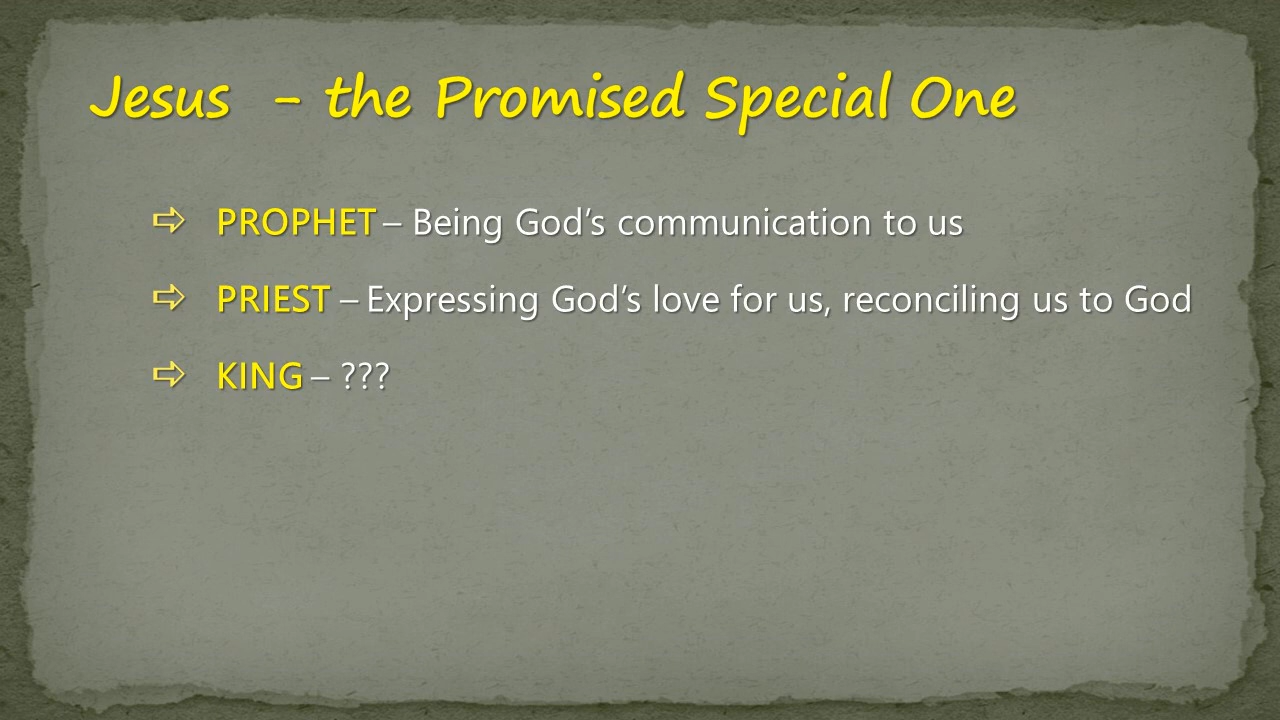 Jesus - the Promised Special One
⇨ PROPHET – Being God’s communication to us
⇨ PRIEST – Expressing God’s love for us, reconciling us to God
⇨ KING – ???